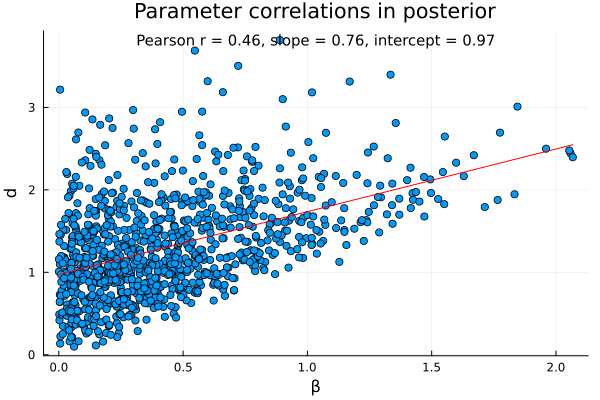 Parameter correlations in posterior
Pearson r = 0.46, slope = 0.76, intercept = 0.97
3
2
1
0
d
0.0 0.5 1.0 1.5 2.0
β